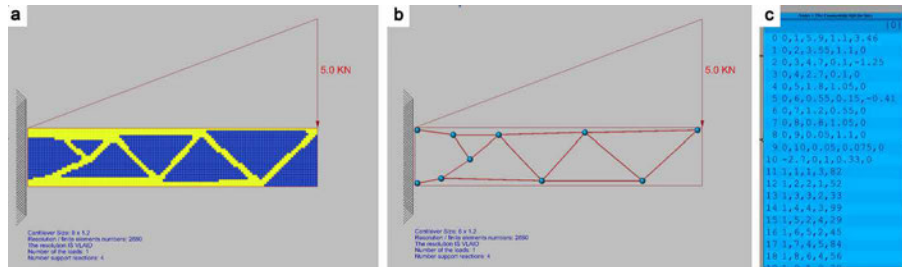 a
5.0 KN
Cantilever Size: 6 x 1.2
Resolution / finite elements numbers: 2880
The resolution IS VLAID
Number of the loads: 1
Number support reactions: 4
b
5.0 KN
Cantilever Size: 6 x 1.2
Resolution / finite elements numbers: 2880
The resolution IS VLAID
Number of the loads: 1
Number support reactions: 4
c
{0}
0 0,1,5.9,1.1,3.46
1 0,2,3.55,1.1,0
2 0,3,4.7,0.1,-1.25
3 0,4,2.7,0.1,0
4 0,5,1.8,1.05,0
5 0,6,0.55,0.15,-0.41
6 0,7,1.2,0.55,0
7 0,8,0.8,1.05,0
8 0,9,0.05,1.1,0
9 0,10,0.05,0.075,0
10 -2.7,0,1,0.33,0
11 1,1,1,3,82
12 1,2,2,1,52
13 1,3,3,2,33
14 1,4,4,3,99
15 1,5,2,4,29
16 1,6,5,2,45
17 1,7,4,5,84
18 1,8,6,4,56